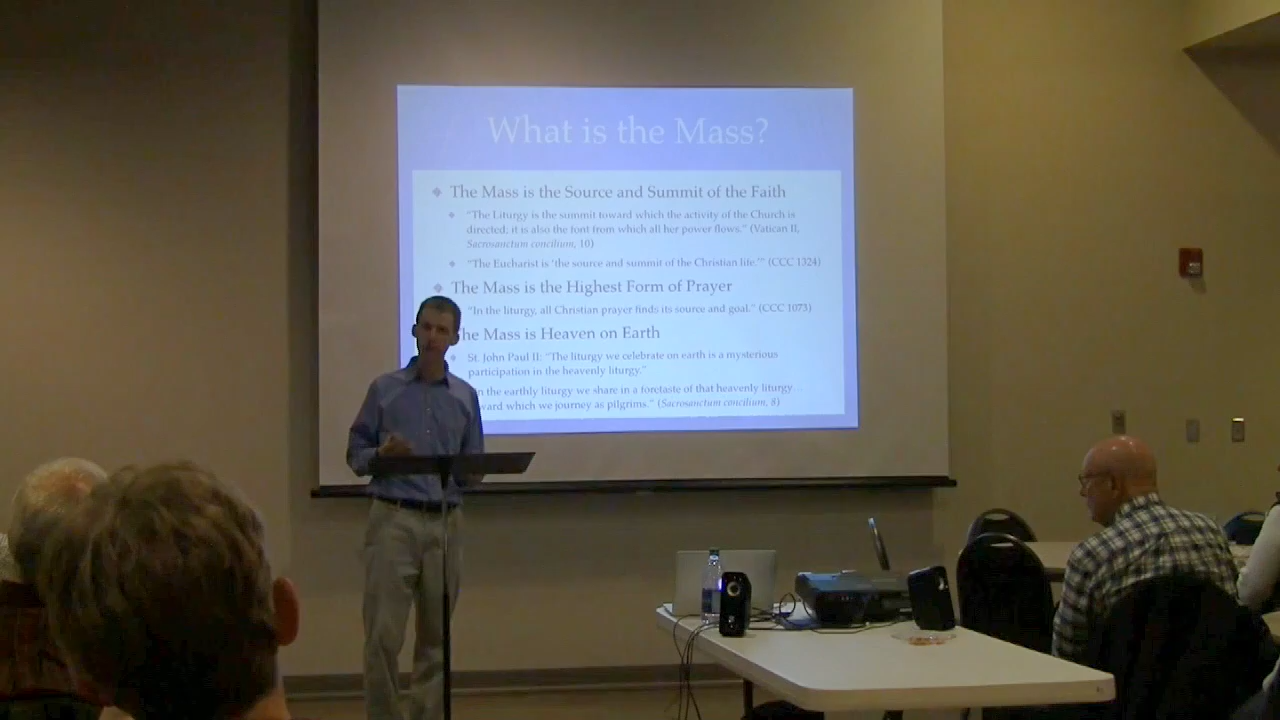 What is the Mass?
The Mass is the Source and Summit of the Faith
"The Liturgy is the summit toward which the activity of the Church is
directed; it is also the font from which all her power flows." (Vatican II,
Sacrosanctum concilium, 10)
"The Eucharist is 'the source and summit of the Christian life.'" (CCC 1324)
The Mass is the Highest Form of Prayer
"In the liturgy, all Christian prayer finds its source and goal." (CCC 1073)
he Mass is Heaven on Earth
St. John Paul II: "The liturgy we celebrate on earth is a mysterious
participation in the heavenly liturgy."
n the earthly liturgy we share in a foretaste of that heavenly liturgy . .
ward which we journey as pilgrims." (Sacrosanctum concilium, 8)